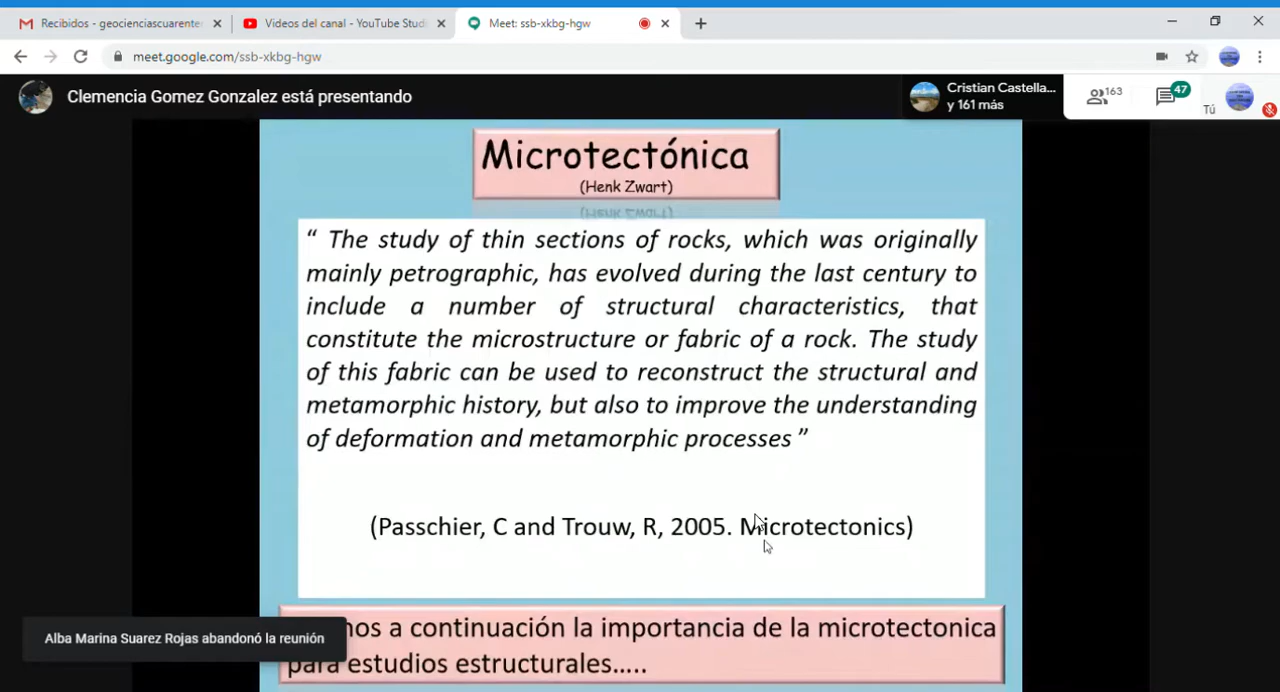 Recibidos - geocienciascuarente
Videos del canal - YouTube Studi
Meet: ssb-xkbg-hgw
meet.google.com/ssb-xkbg-hgw
Clemencia Gomez Gonzalez está presentando
Cristian Castella...
y 161 más
163
47
Tú
Microtectónica
(Henk Zwart)
(Henk Zwart)
“ The study of thin sections of rocks, which was originally
mainly petrographic, has evolved during the last century to
include a number of structural characteristics, that
constitute the microstructure or fabric of a rock. The study
of this fabric can be used to reconstruct the structural and
metamorphic history, but also to improve the understanding
of deformation and metamorphic processes ”
(Passchier, C and Trouw, R, 2005. Microtectonics)
Alba Marina Suarez Rojas abandonó la reunión
a continuación la importancia de la microtectonica
para estudios estructurales.....